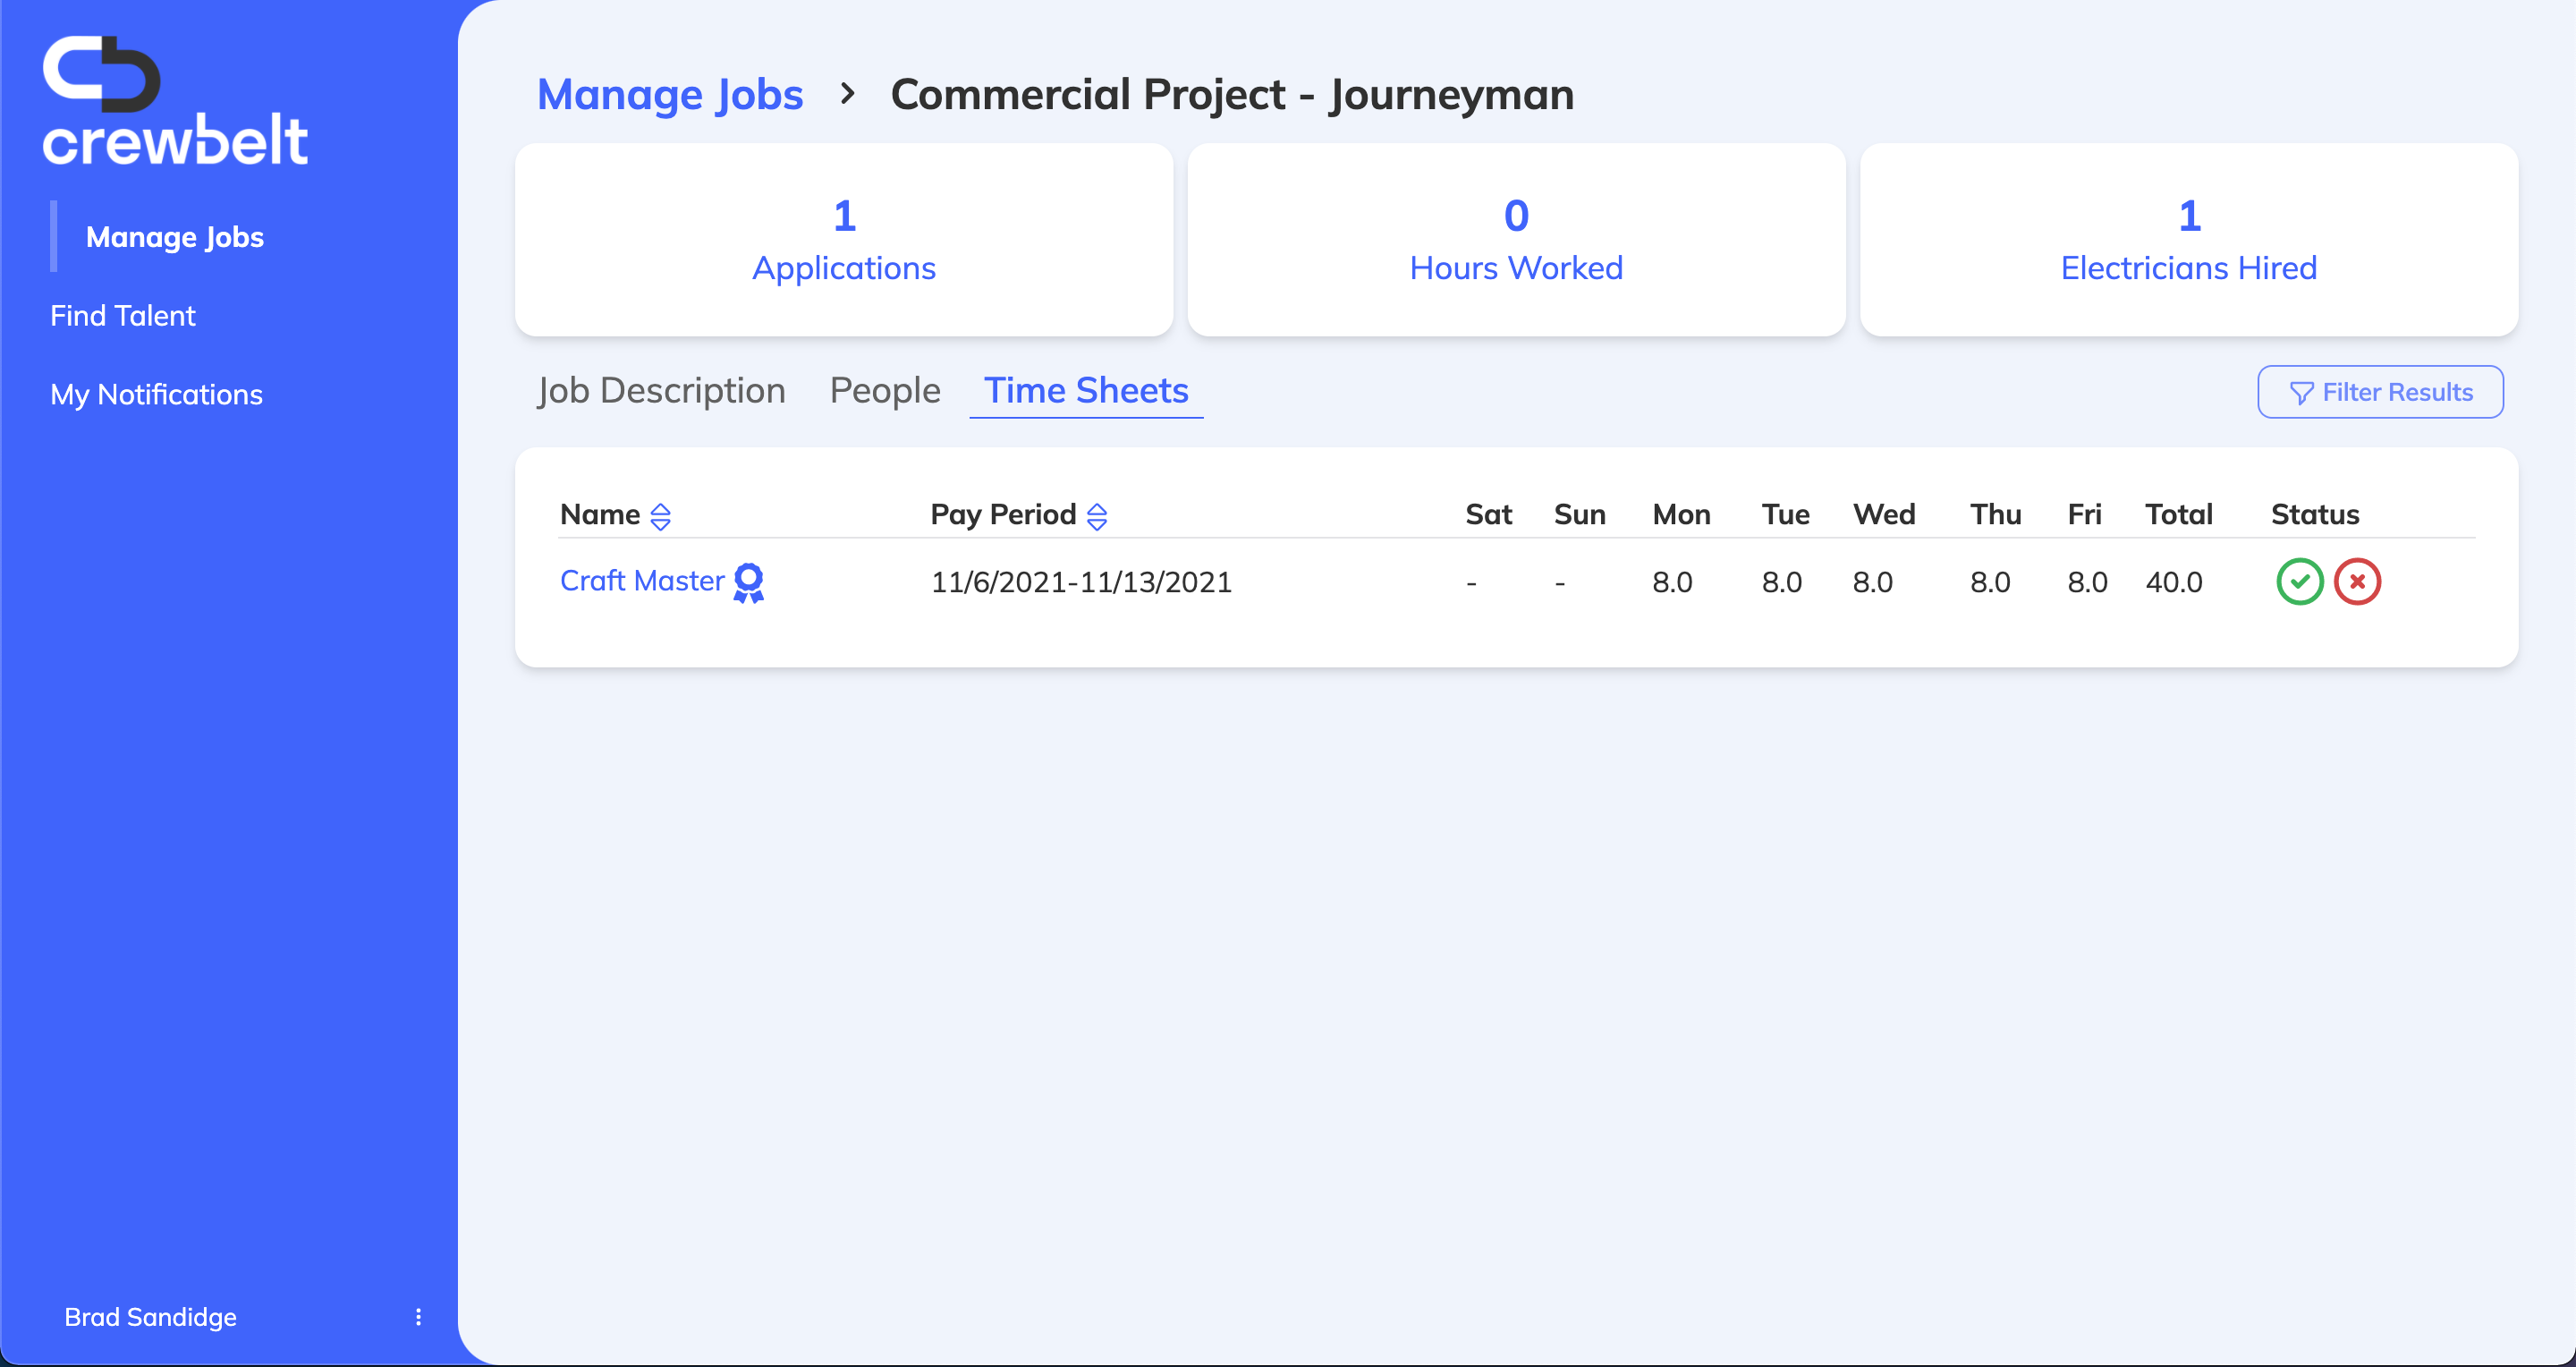 crewbelt
Manage Jobs
Find Talent
My Notifications
Brad Sandidge
Manage Jobs > Commercial Project - Journeyman
1
Applications
0
Hours Worked
1
Electricians Hired
Job Description People Time Sheets
Filter Results
Name Pay Period Sat Sun Mon Tue Wed Thu Fri Total Status
Craft Master 11/6/2021-11/13/2021 - - 8.0 8.0 8.0 8.0 8.0 40.0